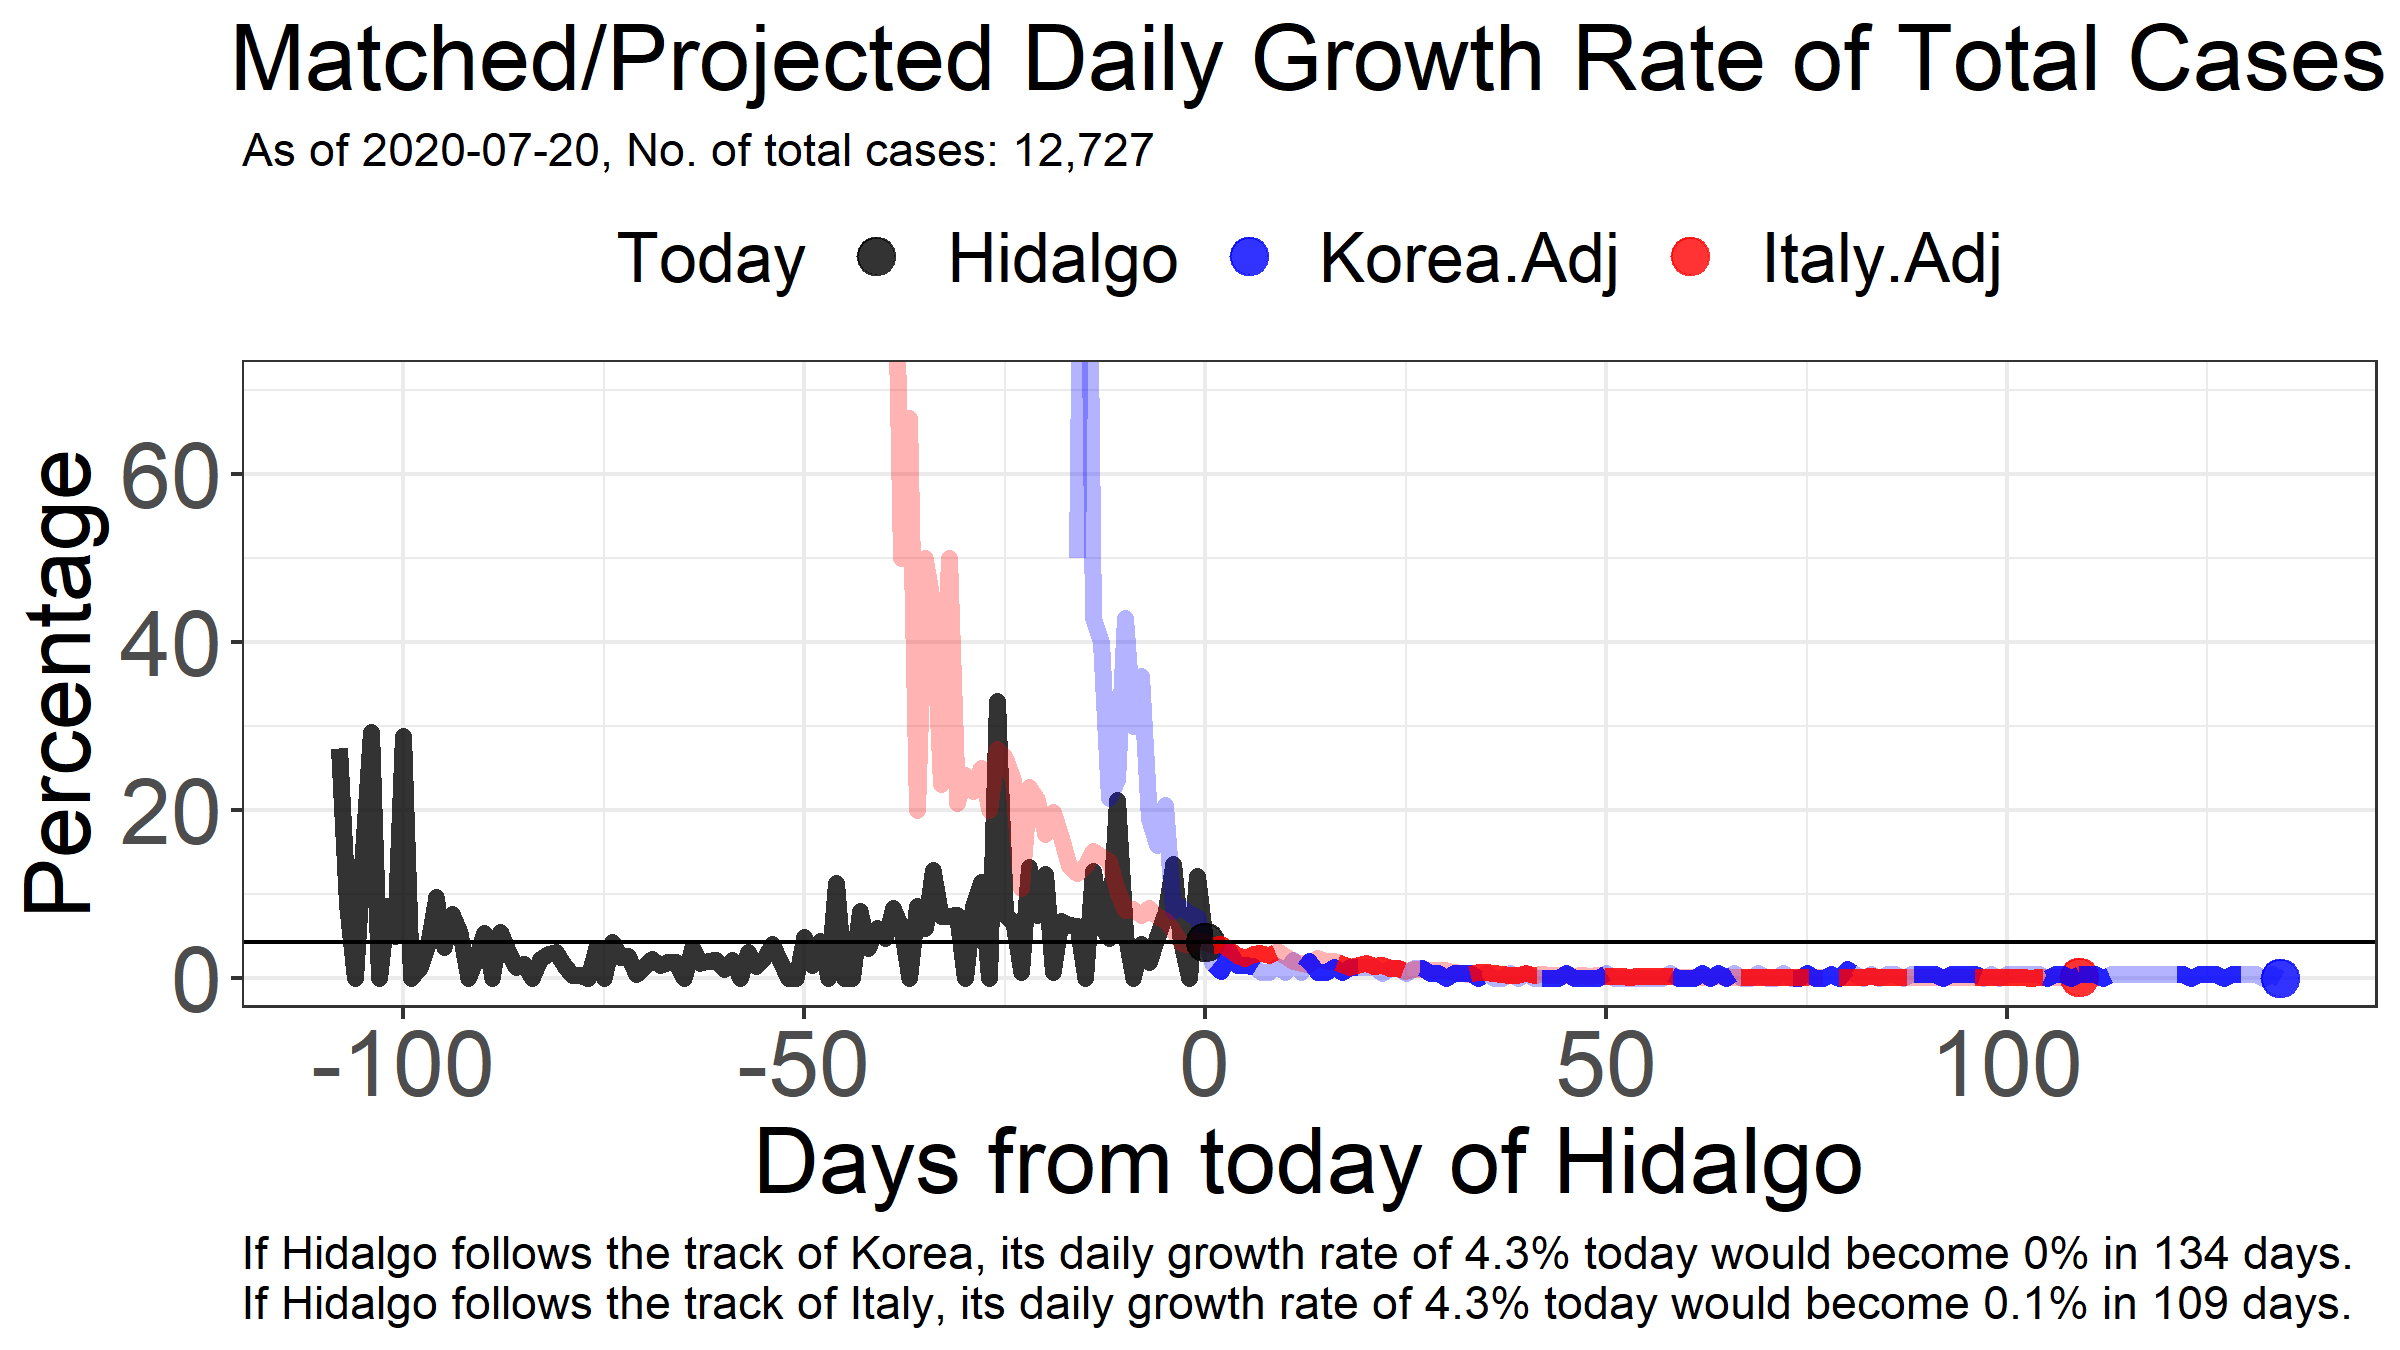 Matched/Projected Daily Growth Rate of Total Cases
As of 2020-07-20, No. of total cases: 12,727
Today Hidalgo Korea.Adj Italy.Adj
Percentage
60
40
20
0
-100 -50 0 50 100
Days from today of Hidalgo
If Hidalgo follows the track of Korea, its daily growth rate of 4.3% today would become 0% in 134 days.
If Hidalgo follows the track of Italy, its daily growth rate of 4.3% today would become 0.1% in 109 days.